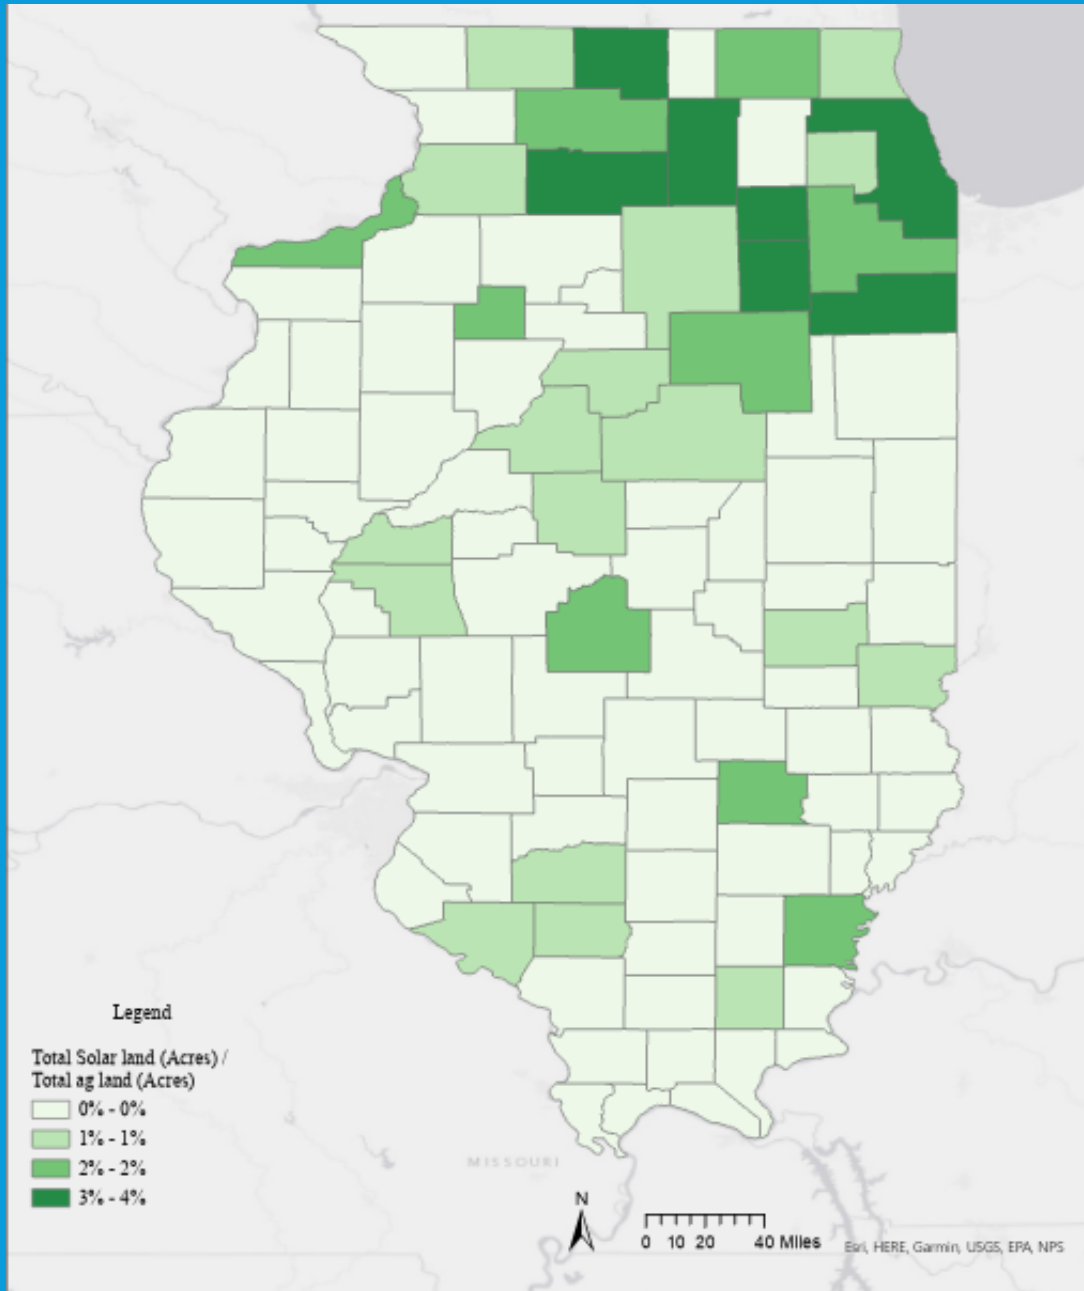 Legend
Total Solar land (Acres) /
Total ag land (Acres)
0% - 0%
1% - 1%
2% - 2%
3% - 4%
MISSOURI
N
0 10 20 40 Miles
Esri, HERE, Garmin, USGS, EPA, NPS